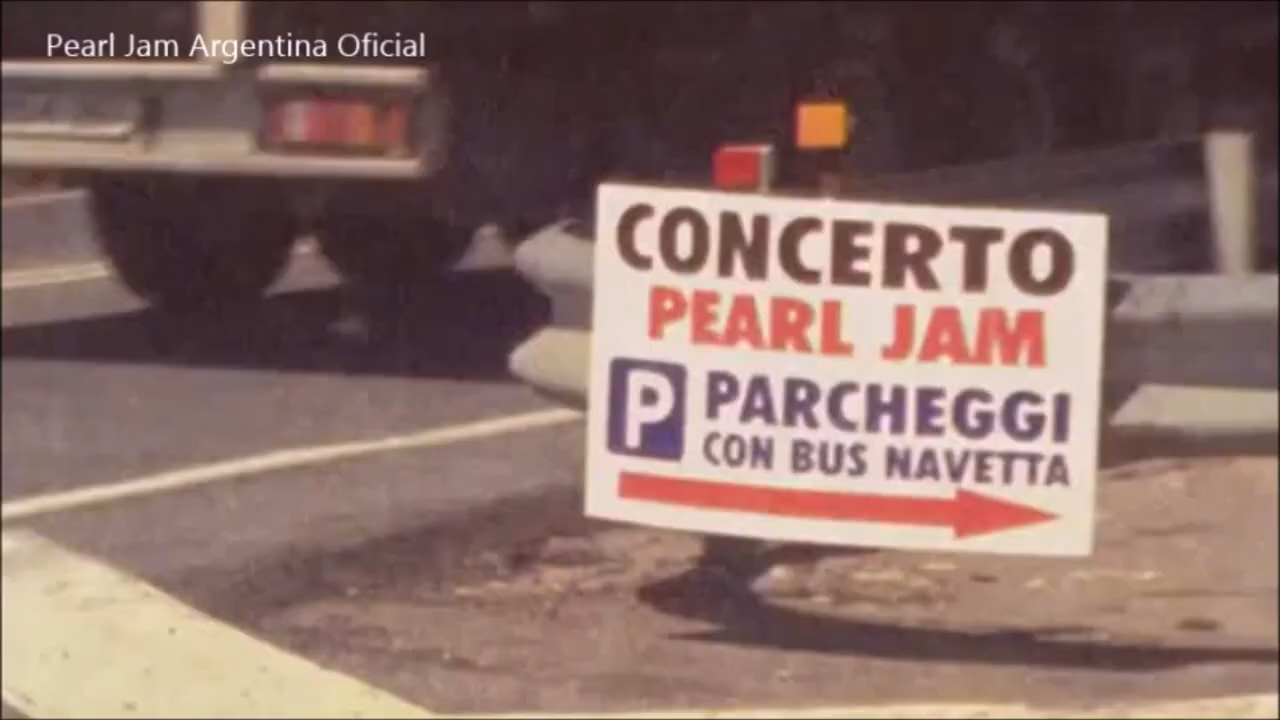 Pearl Jam Argentina Oficial
CONCERTO
PEARL JAM
P PARCHEGGI
CON BUS NAVETTA